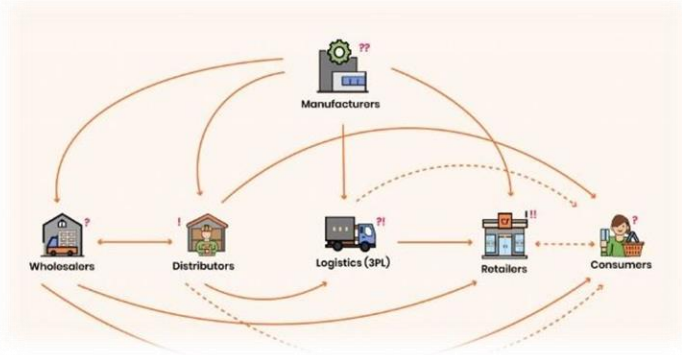 ??
Manufacturers
?
!
?!
!!
?
Wholesalers
Distributors
Logistics (3PL)
Retailers
Consumers